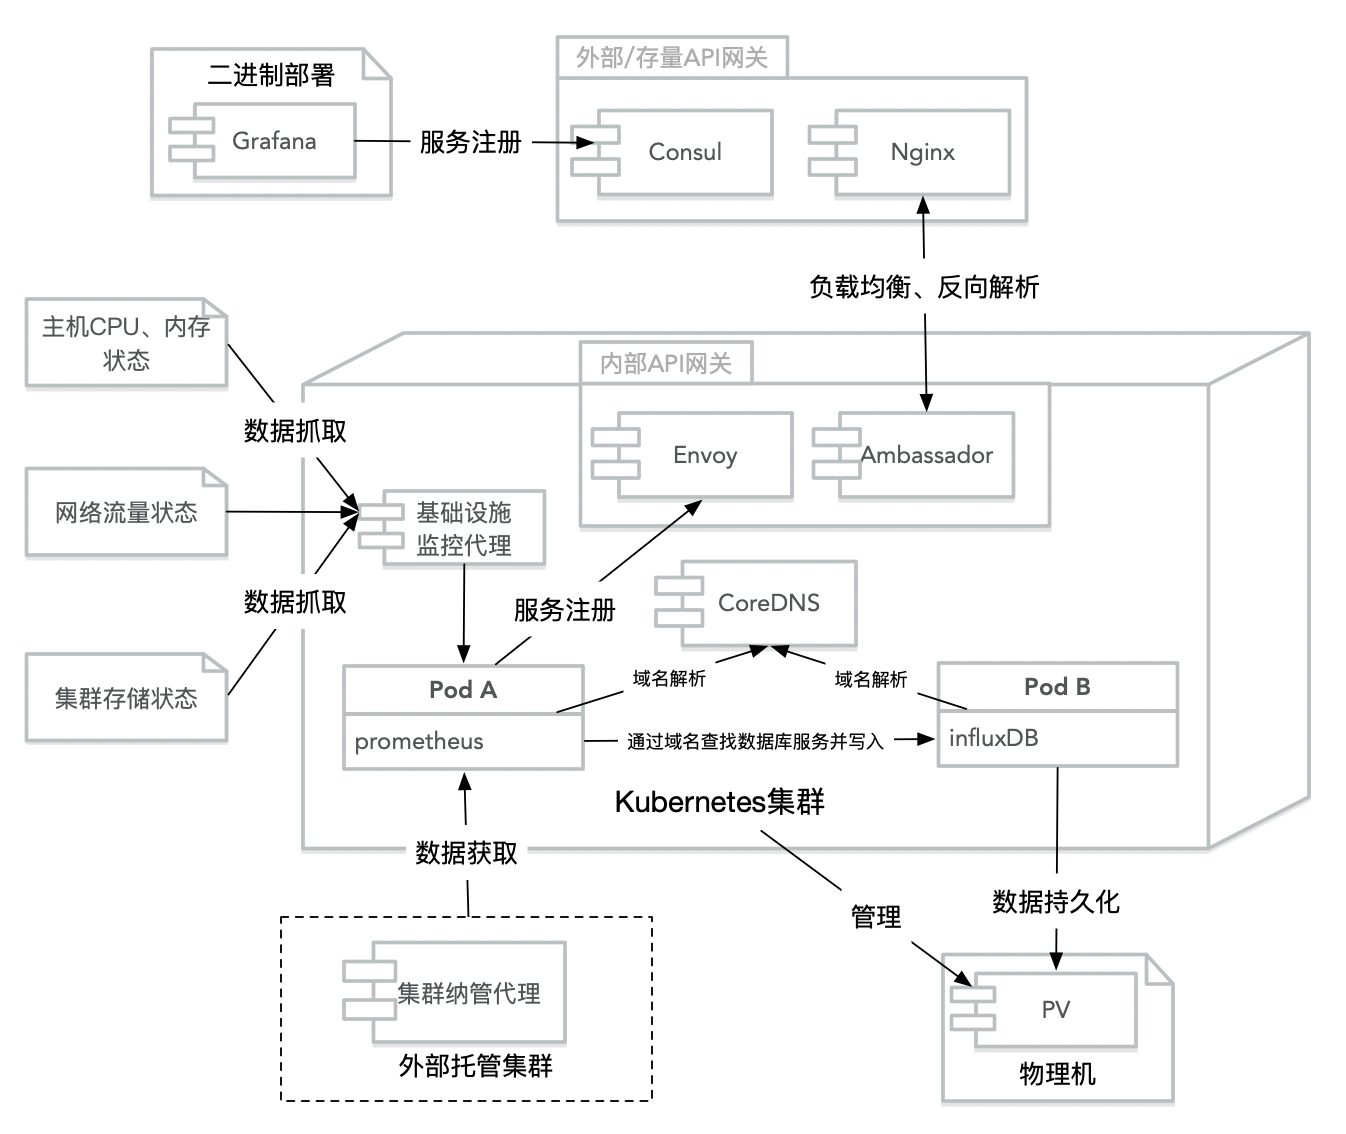 外部/存量API网关
二进制部署
Grafana
服务注册
Consul
Nginx
负载均衡、反向解析
主机CPU、内存
状态
内部API网关
数据抓取
Envoy
Ambassador
网络流量状态
基础设施
监控代理
数据抓取
服务注册
CoreDNS
集群存储状态
域名解析
域名解析
Pod A
Pod B
prometheus
通过域名查找数据库服务并写入
influxDB
Kubernetes集群
数据获取
管理
数据持久化
集群纳管代理
PV
外部托管集群
物理机